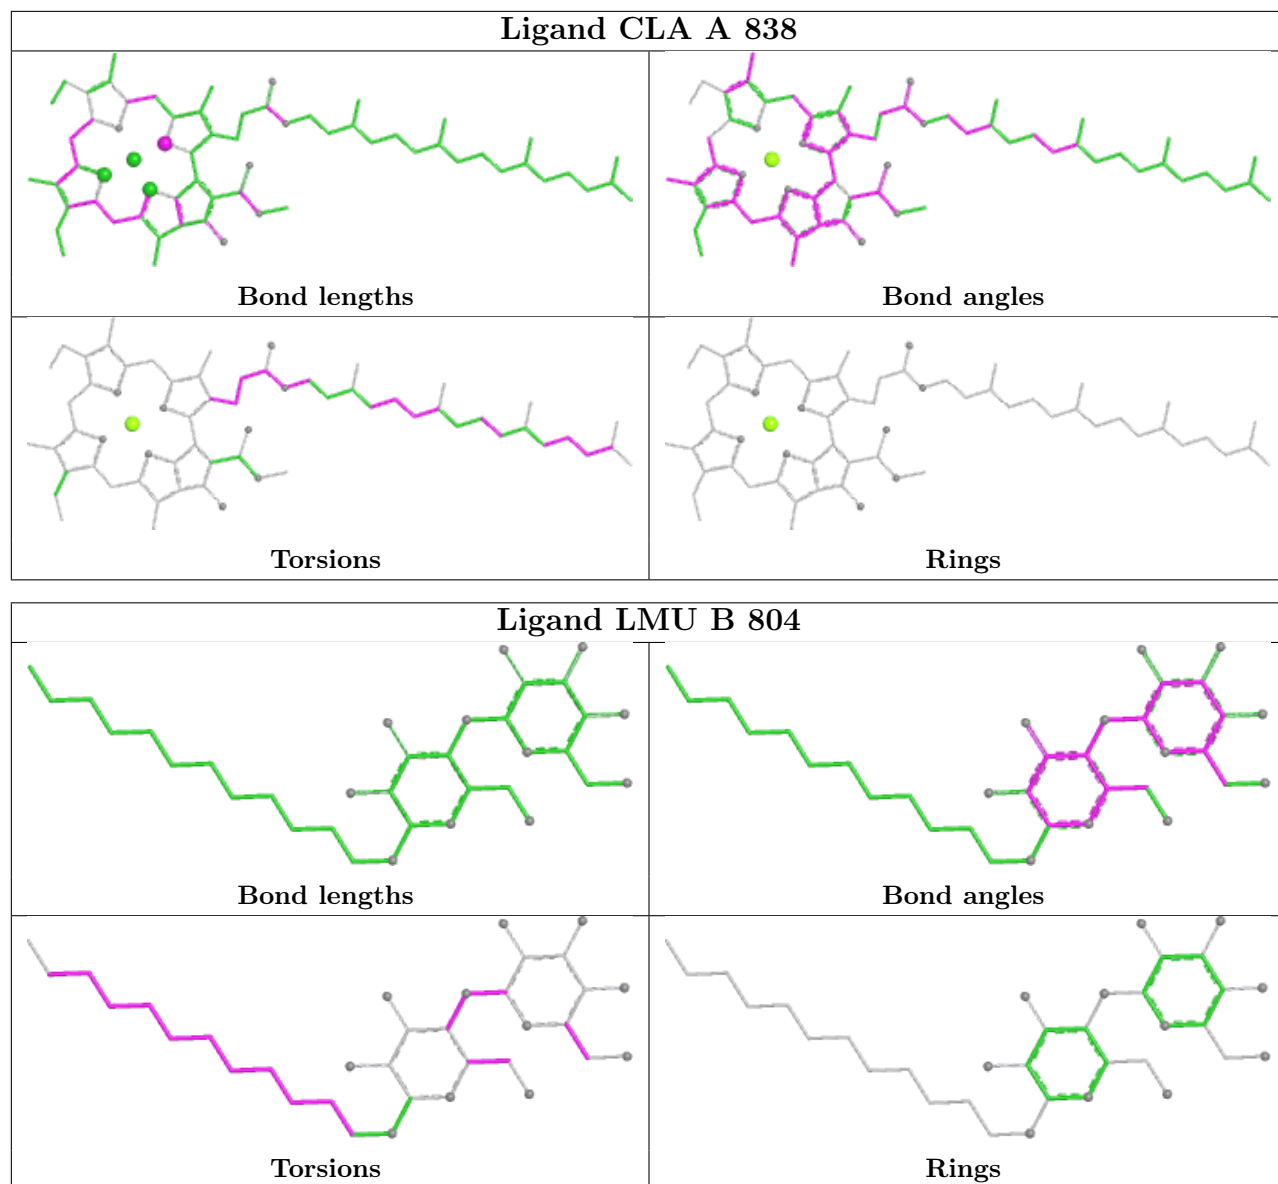 Ligand CLA A 838
Bond lengths
Bond angles
Torsions
Rings
Ligand LMU B 804
Bond lengths
Bond angles
Torsions
Rings